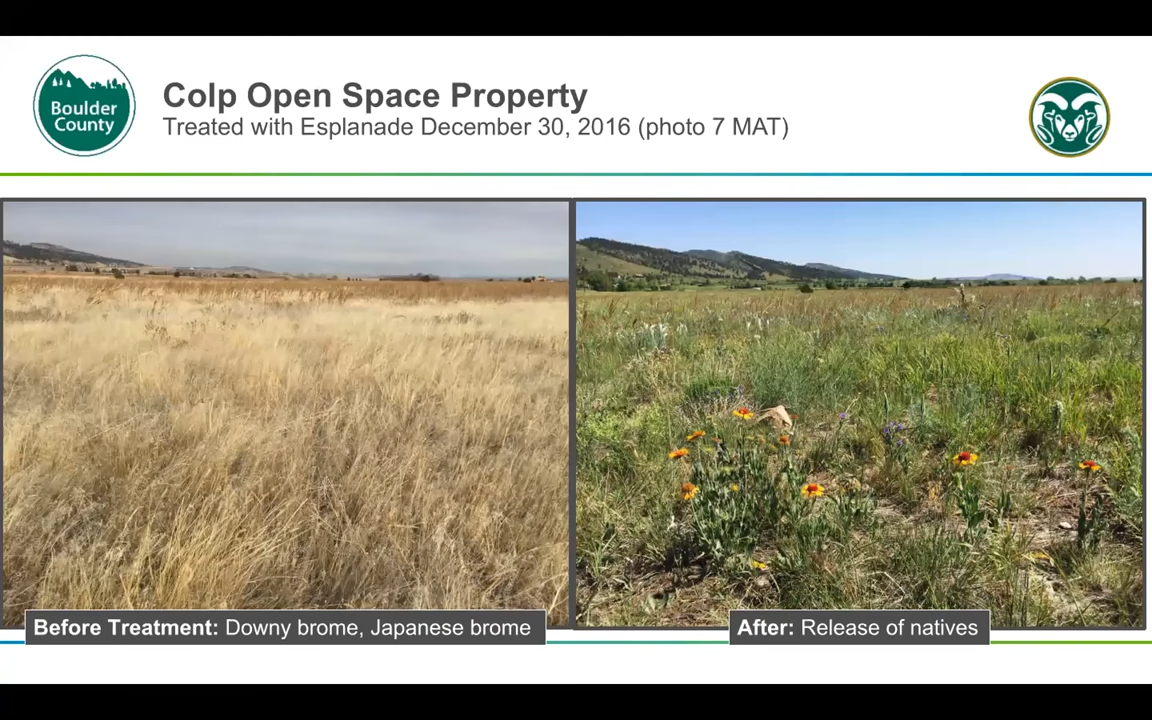 Boulder
County
Colp Open Space Property
Treated with Esplanade December 30, 2016 (photo 7 MAT)
Before Treatment: Downy brome, Japanese brome
After: Release of natives